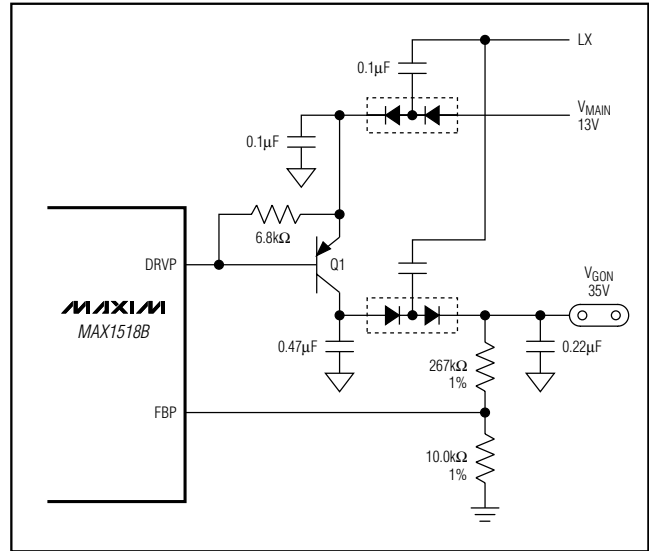 LX
0.1µF
VMAIN
13V
0.1µF
6.8kΩ
DRVP
Q1
VGON
35V
MAXIM
MAX1518B
0.47µF
267kΩ
1%
0.22µF
FBP
10.0kΩ
1%